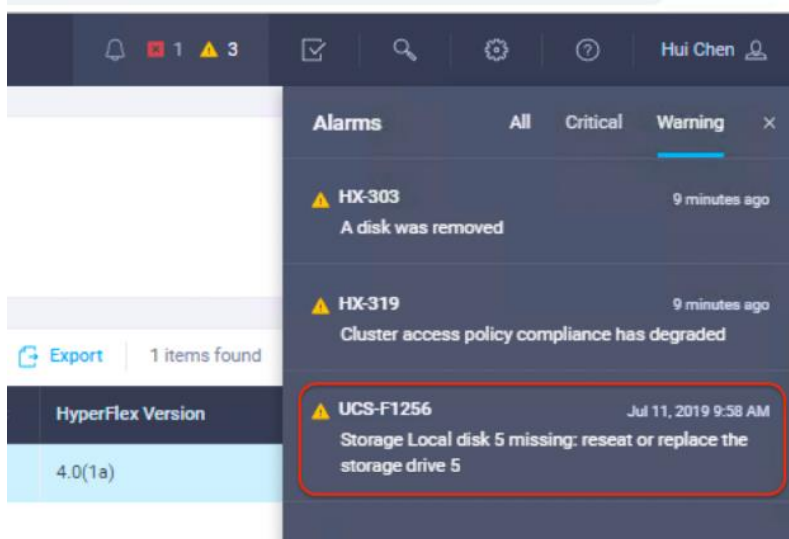 1 3 Hui Chen
Alarms All Critical Warning ×
HX-303 9 minutes ago
A disk was removed
HX-319 9 minutes ago
Cluster access policy compliance has degraded
Export 1 items found
UCS-F1256 Jul 11, 2019 9:58 AM
Storage Local disk 5 missing: reseat or replace the
storage drive 5
HyperFlex Version
4.0(1a)